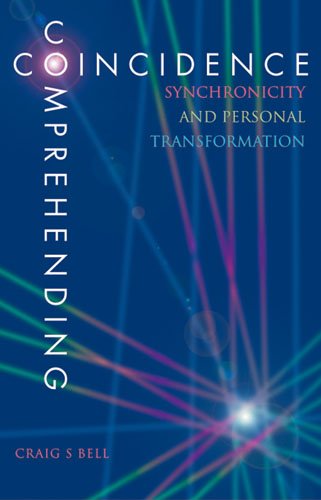 COMPREHENDING
COINCIDENCE
SYNCHRONICITY
AND PERSONAL
TRANSFORMATION
CRAIG S BELL